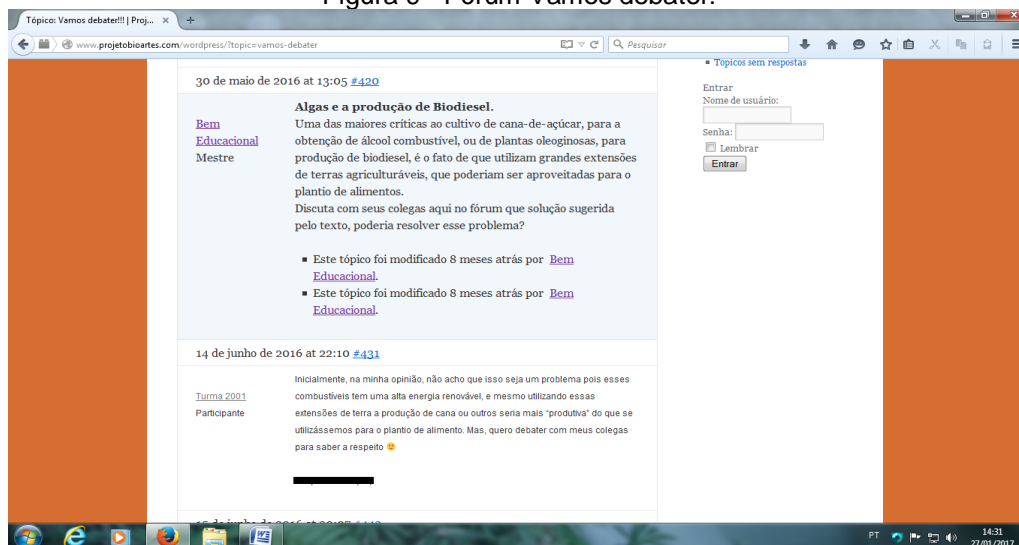 Tópico: Vamos debater!!! | Proj...
www.projetobioartes.com/wordpress/?topic=vamos-debater
Pesquisar
Tópicos sem respostas
30 de maio de 2016 at 13:05 #420
Bem
Educacional
Mestre
Algas e a produção de Biodiesel.
Uma das maiores críticas ao cultivo de cana-de-açúcar, para a
obtenção de álcool combustível, ou de plantas oleoginosas, para
produção de biodiesel, é o fato de que utilizam grandes extensões
de terras agriculturáveis, que poderiam ser aproveitadas para o
plantio de alimentos.
Discuta com seus colegas aqui no fórum que solução sugerida
pelo texto, poderia resolver esse problema?
Este tópico foi modificado 8 meses atrás por Bem
Educacional.
Este tópico foi modificado 8 meses atrás por Bem
Educacional.
Entrar
Nome de usuário:
Senha:
Lembrar
Entrar
14 de junho de 2016 at 22:10 #431
Turma 2001
Participante
Inicialmente, na minha opinião, não acho que isso seja um problema pois esses
combustíveis tem uma alta energia renovável, e mesmo utilizando essas
extensões de terra a produção de cana ou outros seria mais "produtiva" do que se
utilizássemos para o plantio de alimento. Mas, quero debater com meus colegas
para saber a respeito
PT
14:31
27/01/2017